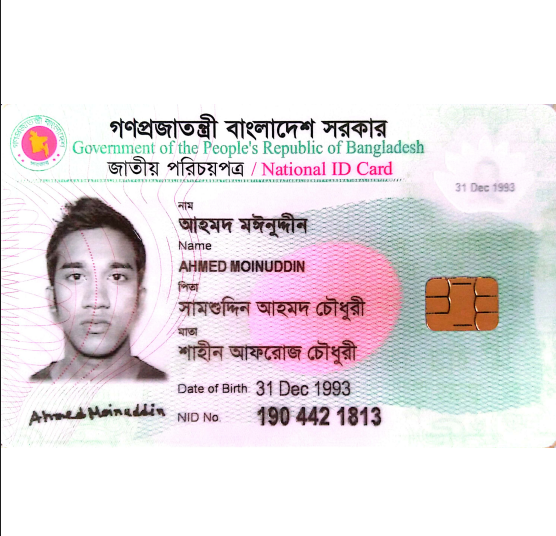 গণপ্রজাতন্ত্রী বাংলাদেশ সরকার
Government of the People's Republic of Bangladesh
জাতীয় পরিচয়পত্র / National ID Card
31 Dec 1993
নাম
আহমদ মঈনুদ্দীন
Name
AHMED MOINUDDIN
পিতা
সামশুদ্দিন আহমদ চৌধুরী
মাতা
শাহীন আফরোজ চৌধুরী
Date of Birth 31 Dec 1993
Ahmed Moinuddin
NID No. 190 442 1813